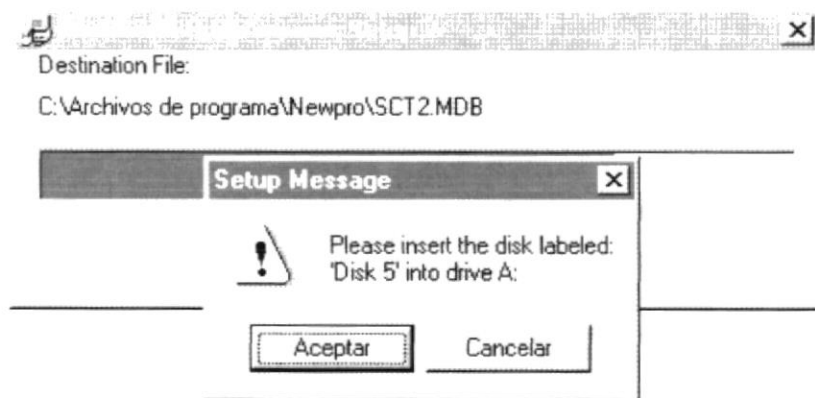 Destination File:
C:\Archivos de programa\Newpro\SCT2.MDB
Setup Message
Please insert the disk labeled:
'Disk 5' into drive A:
Aceptar
Cancelar